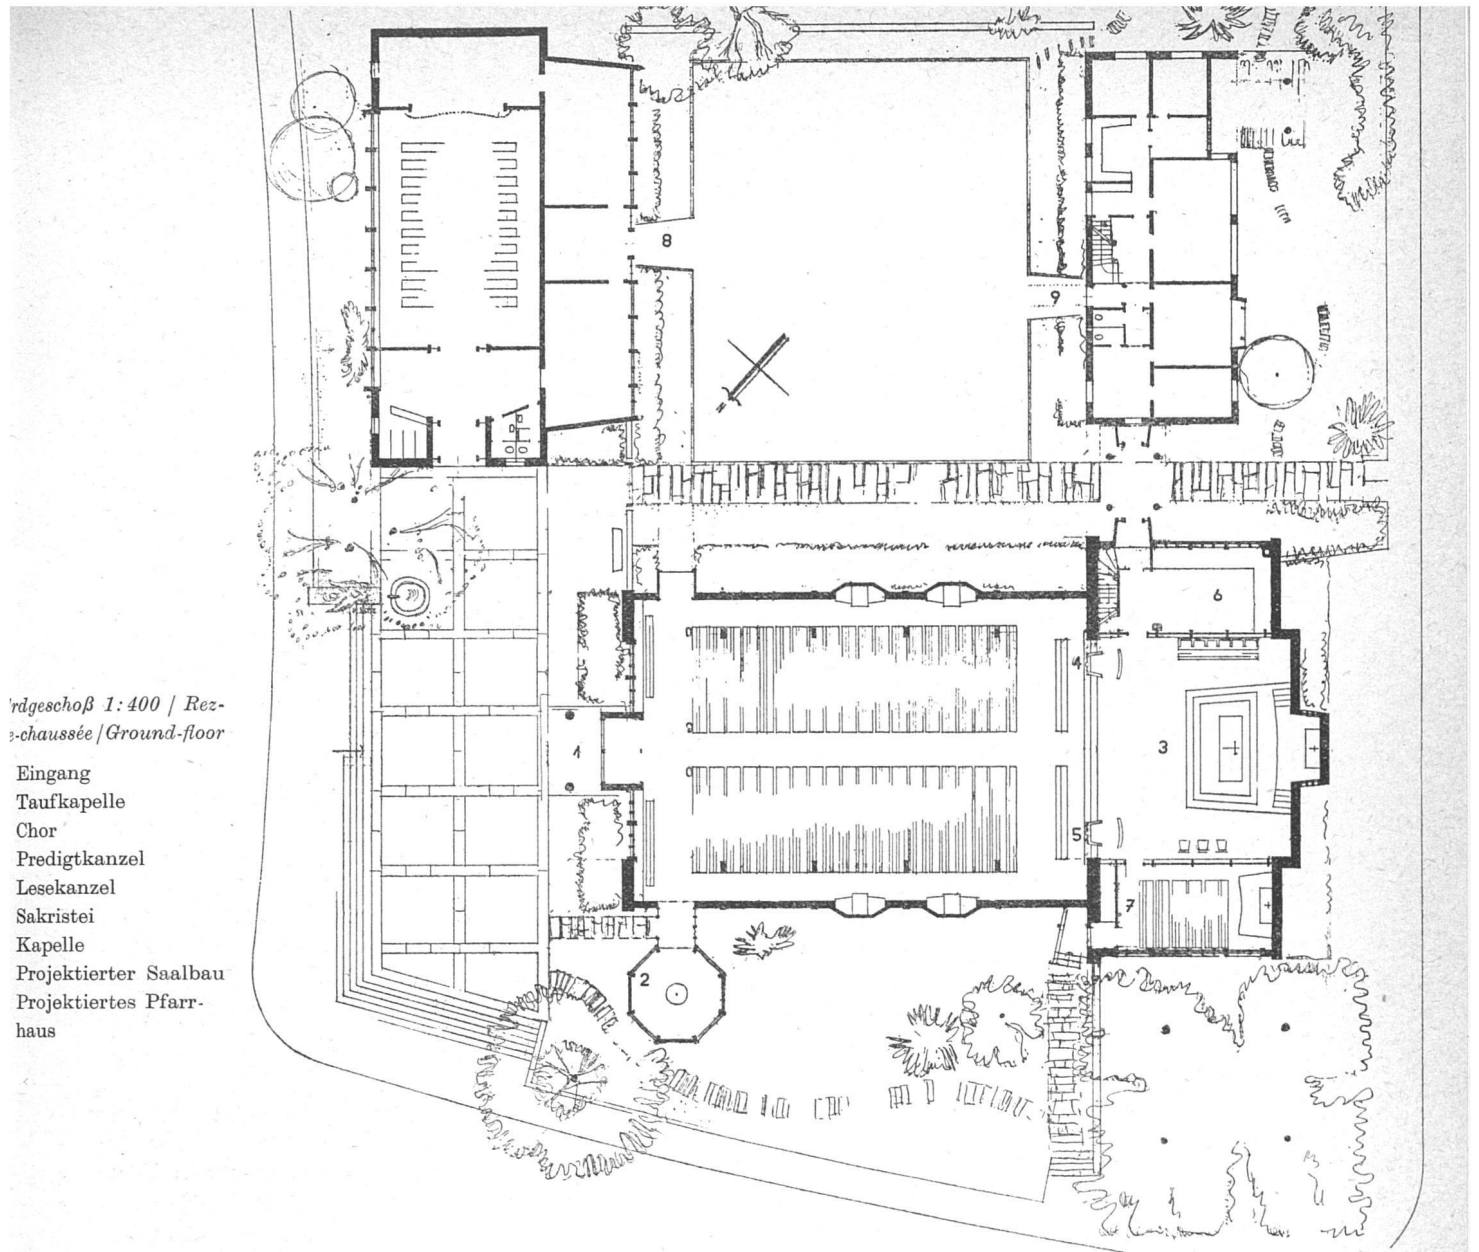 rdgeschoß 1:400 / Rez-
-chaussée / Ground-floor
Eingang
Taufkapelle
Chor
Predigtkanzel
Lesekanzel
Sakristei
Kapelle
Projektierter Saalbau
Projektiertes Pfarr-
haus
8
9
6
4
1
3
5
7
2